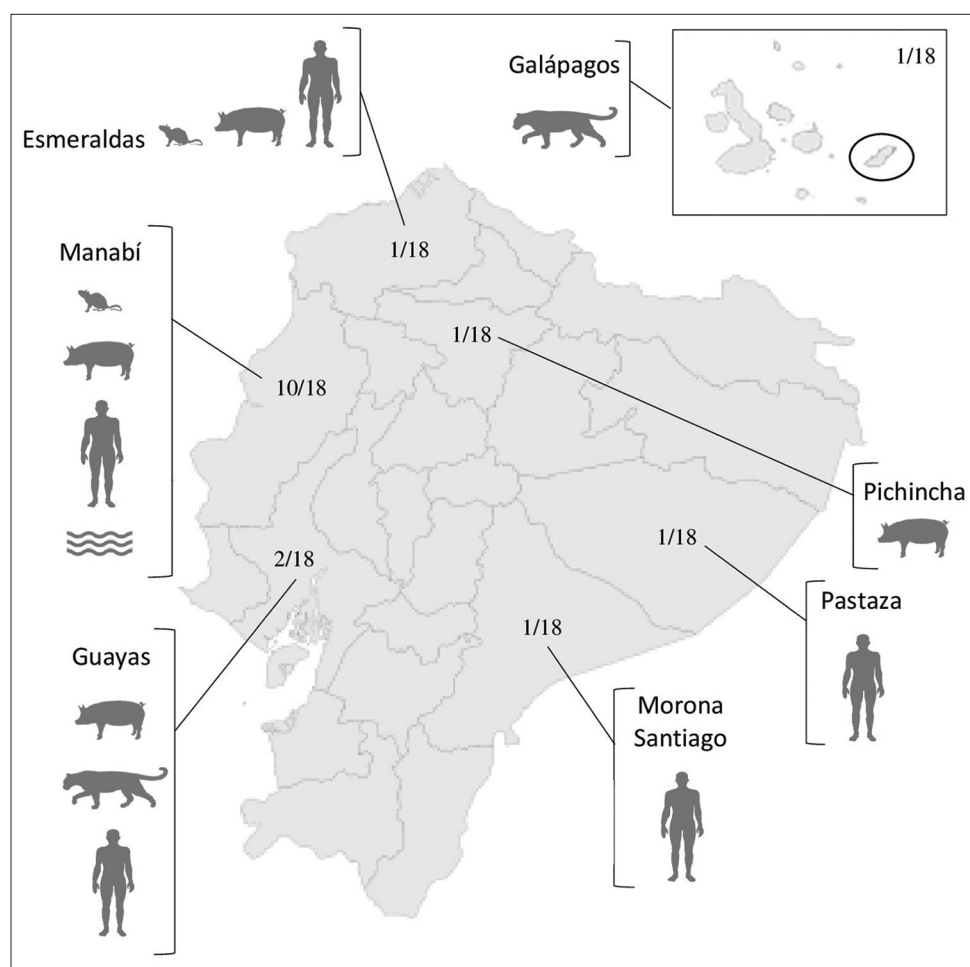 Esmeraldas
Galápagos
1/18
Manabí
1/18
1/18
10/18
Pichincha
2/18
1/18
Pastaza
Guayas
1/18
Morona
Santiago